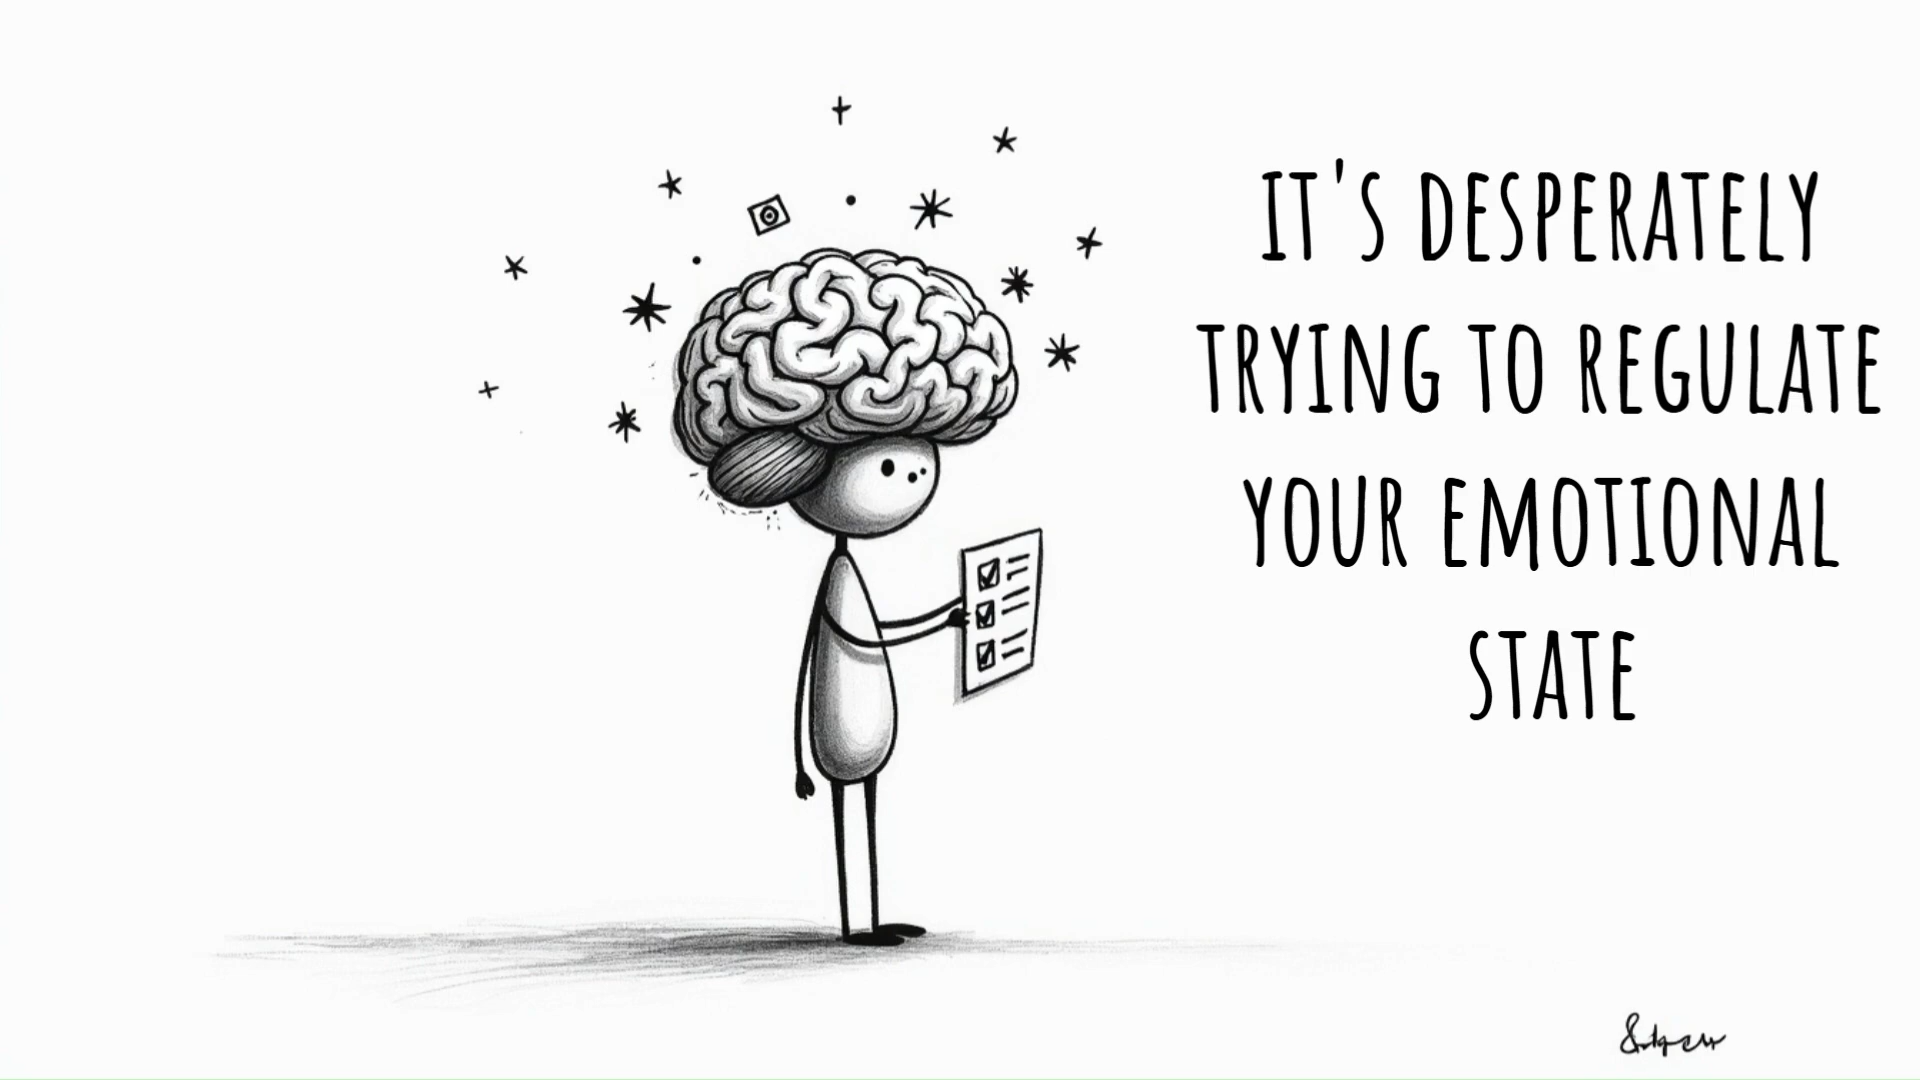 IT'S DESPERATELY
TRYING TO REGULATE
YOUR EMOTIONAL
STATE